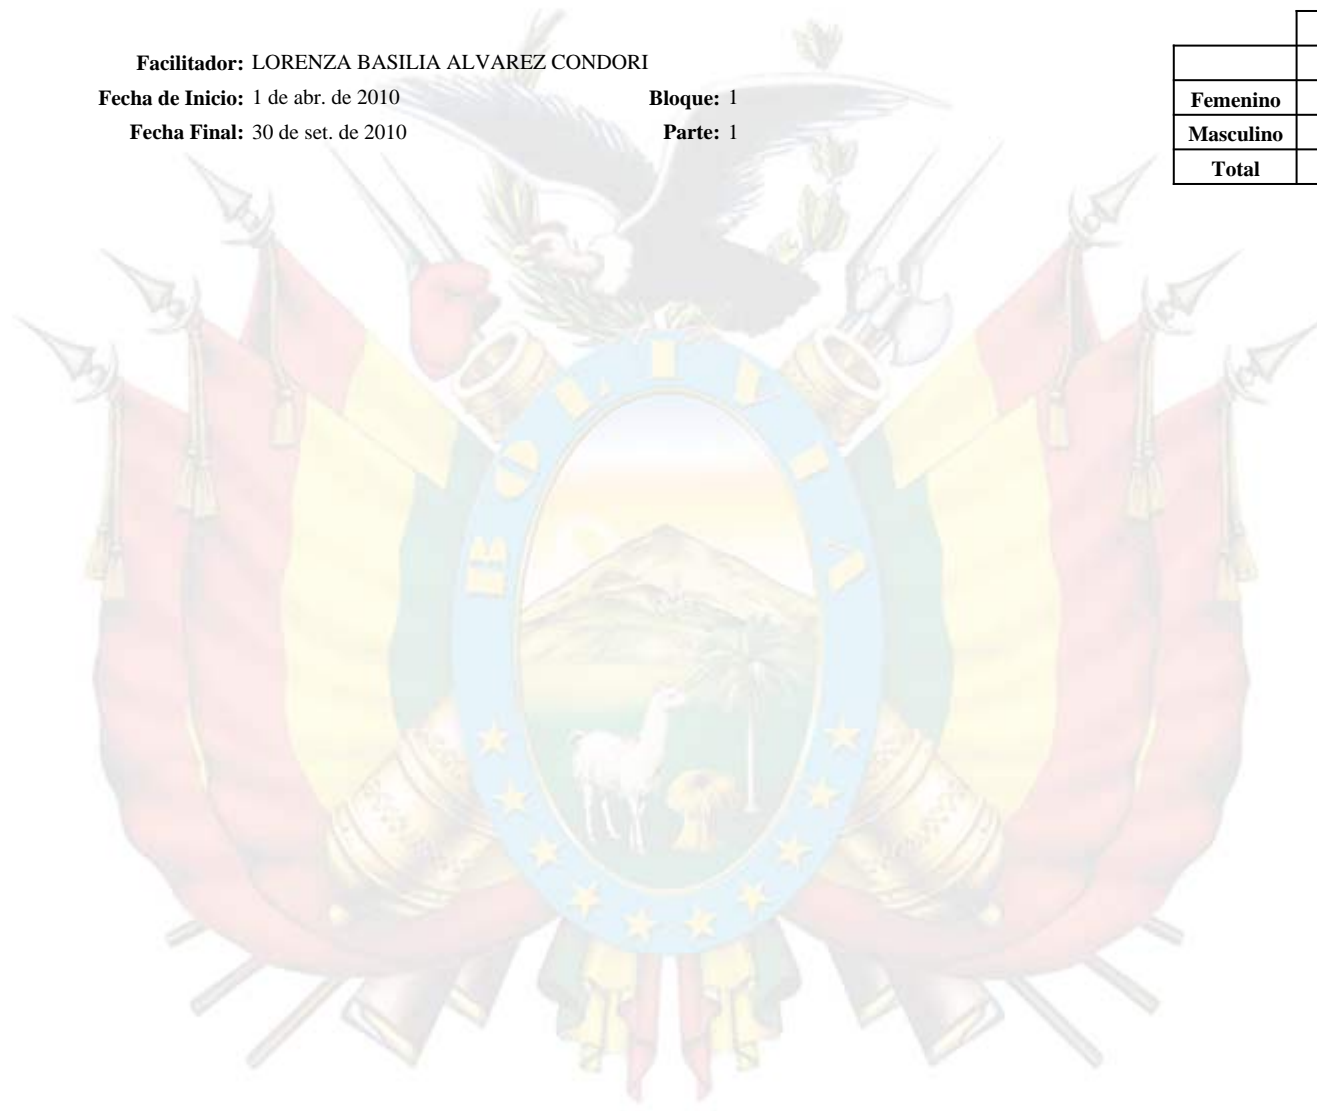 Facilitador: LORENZA BASILIA ALVAREZ CONDORI
Fecha de Inicio: 1 de abr. de 2010 Bloque: 1
Fecha Final: 30 de set. de 2010 Parte: 1
Femenino
Masculino
Total
BOLIVIA